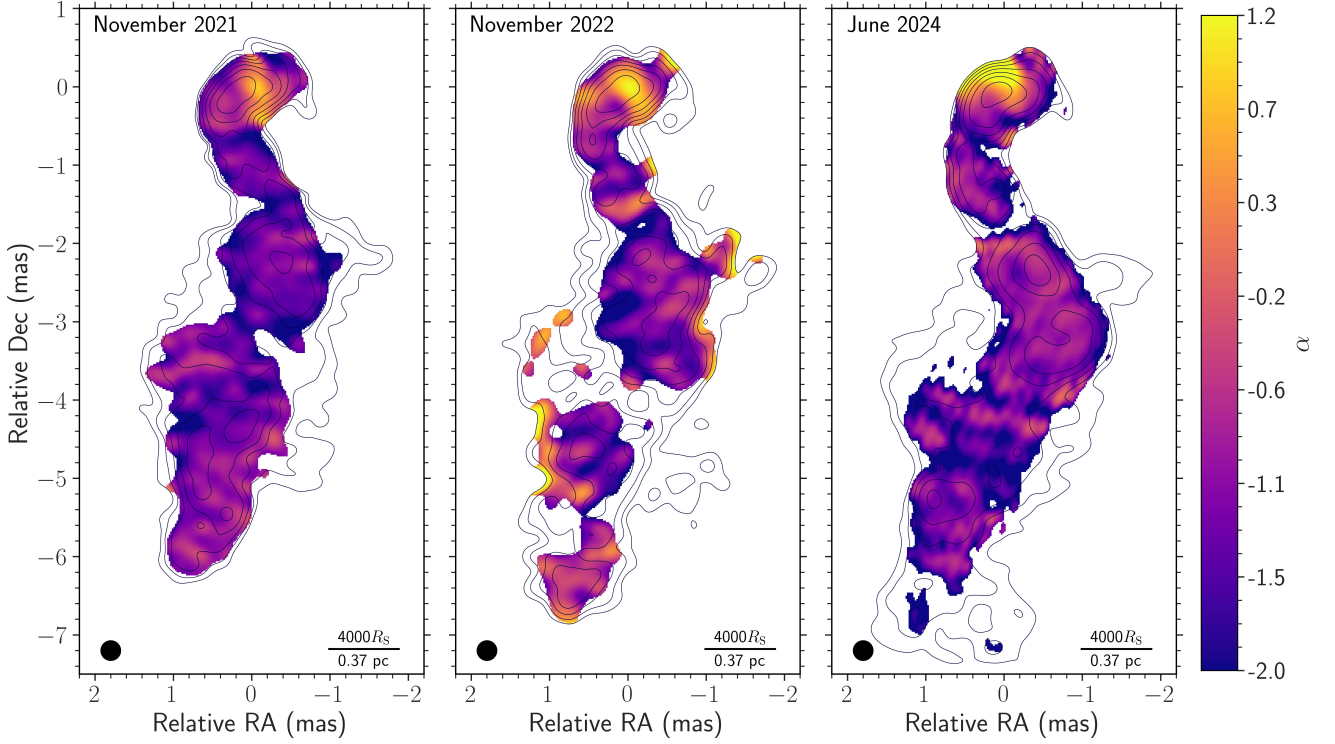 November 2021
November 2022
June 2024
1
0
−1
−2
−3
−4
−5
−6
−7
Relative Dec (mas)
4000R_S
0.37 pc
4000R_S
0.37 pc
4000R_S
0.37 pc
2 1 0 −1 −2
2 1 0 −1 −2
2 1 0 −1 −2
Relative RA (mas)
Relative RA (mas)
Relative RA (mas)
1.2
0.7
0.3
-0.2
-0.6
-1.1
-1.5
-2.0
α